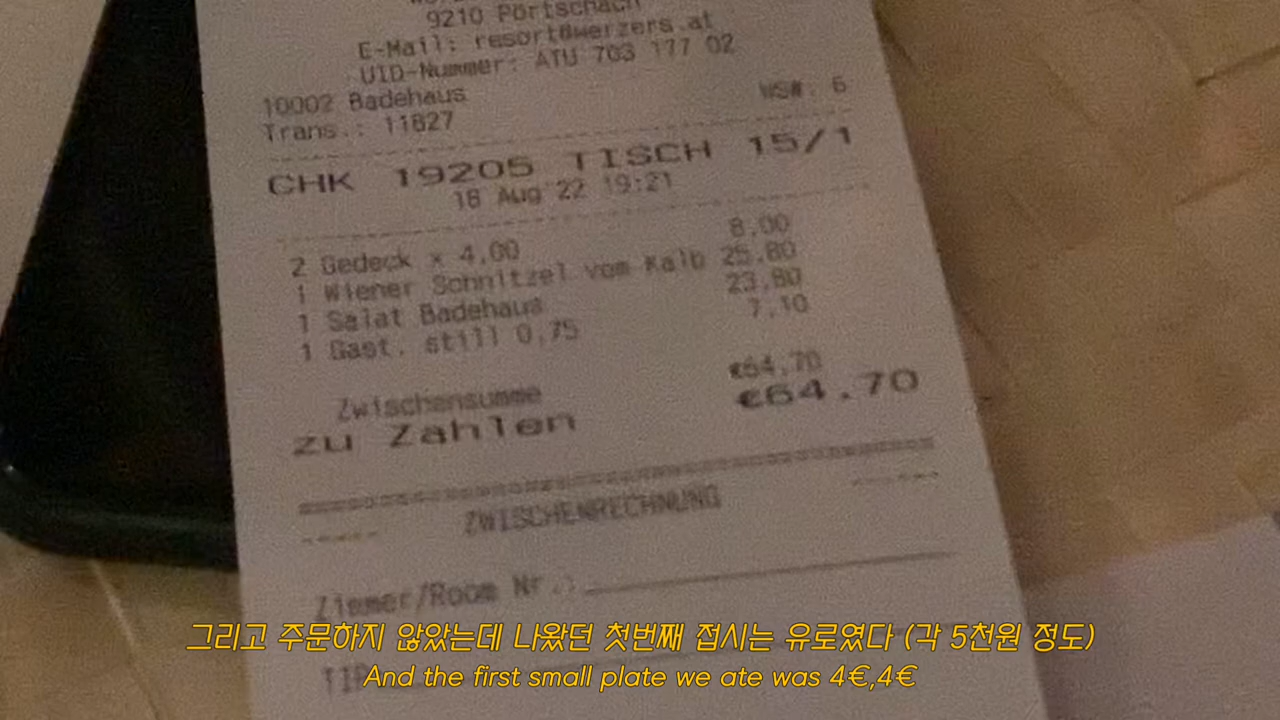 9210 Pörtschach
E-Mail: resort@werzers.at
UID-Nummer: ATU 703 177 02
10002 Badehaus WS#. 6
Trans.: 11827
CHK 19205 TISCH 15/1
18 Aug'22 19:21
2 Gedeck x 4,00 8,00
1 Wiener Schnitzel vom Kalb 25,80
1 Salat Badehaus 23,80
1 Gast. still 0,75 7,10
Zwischensumme €64,70
zu Zahlen €64.70
ZWISCHENRECHNUNG
Zimmer/Room Nr.:
TIP
그리고 주문하지 않았는데 나왔던 첫번째 접시는 유로였다 (각 5천원 정도)
And the first small plate we ate was 4€,4€